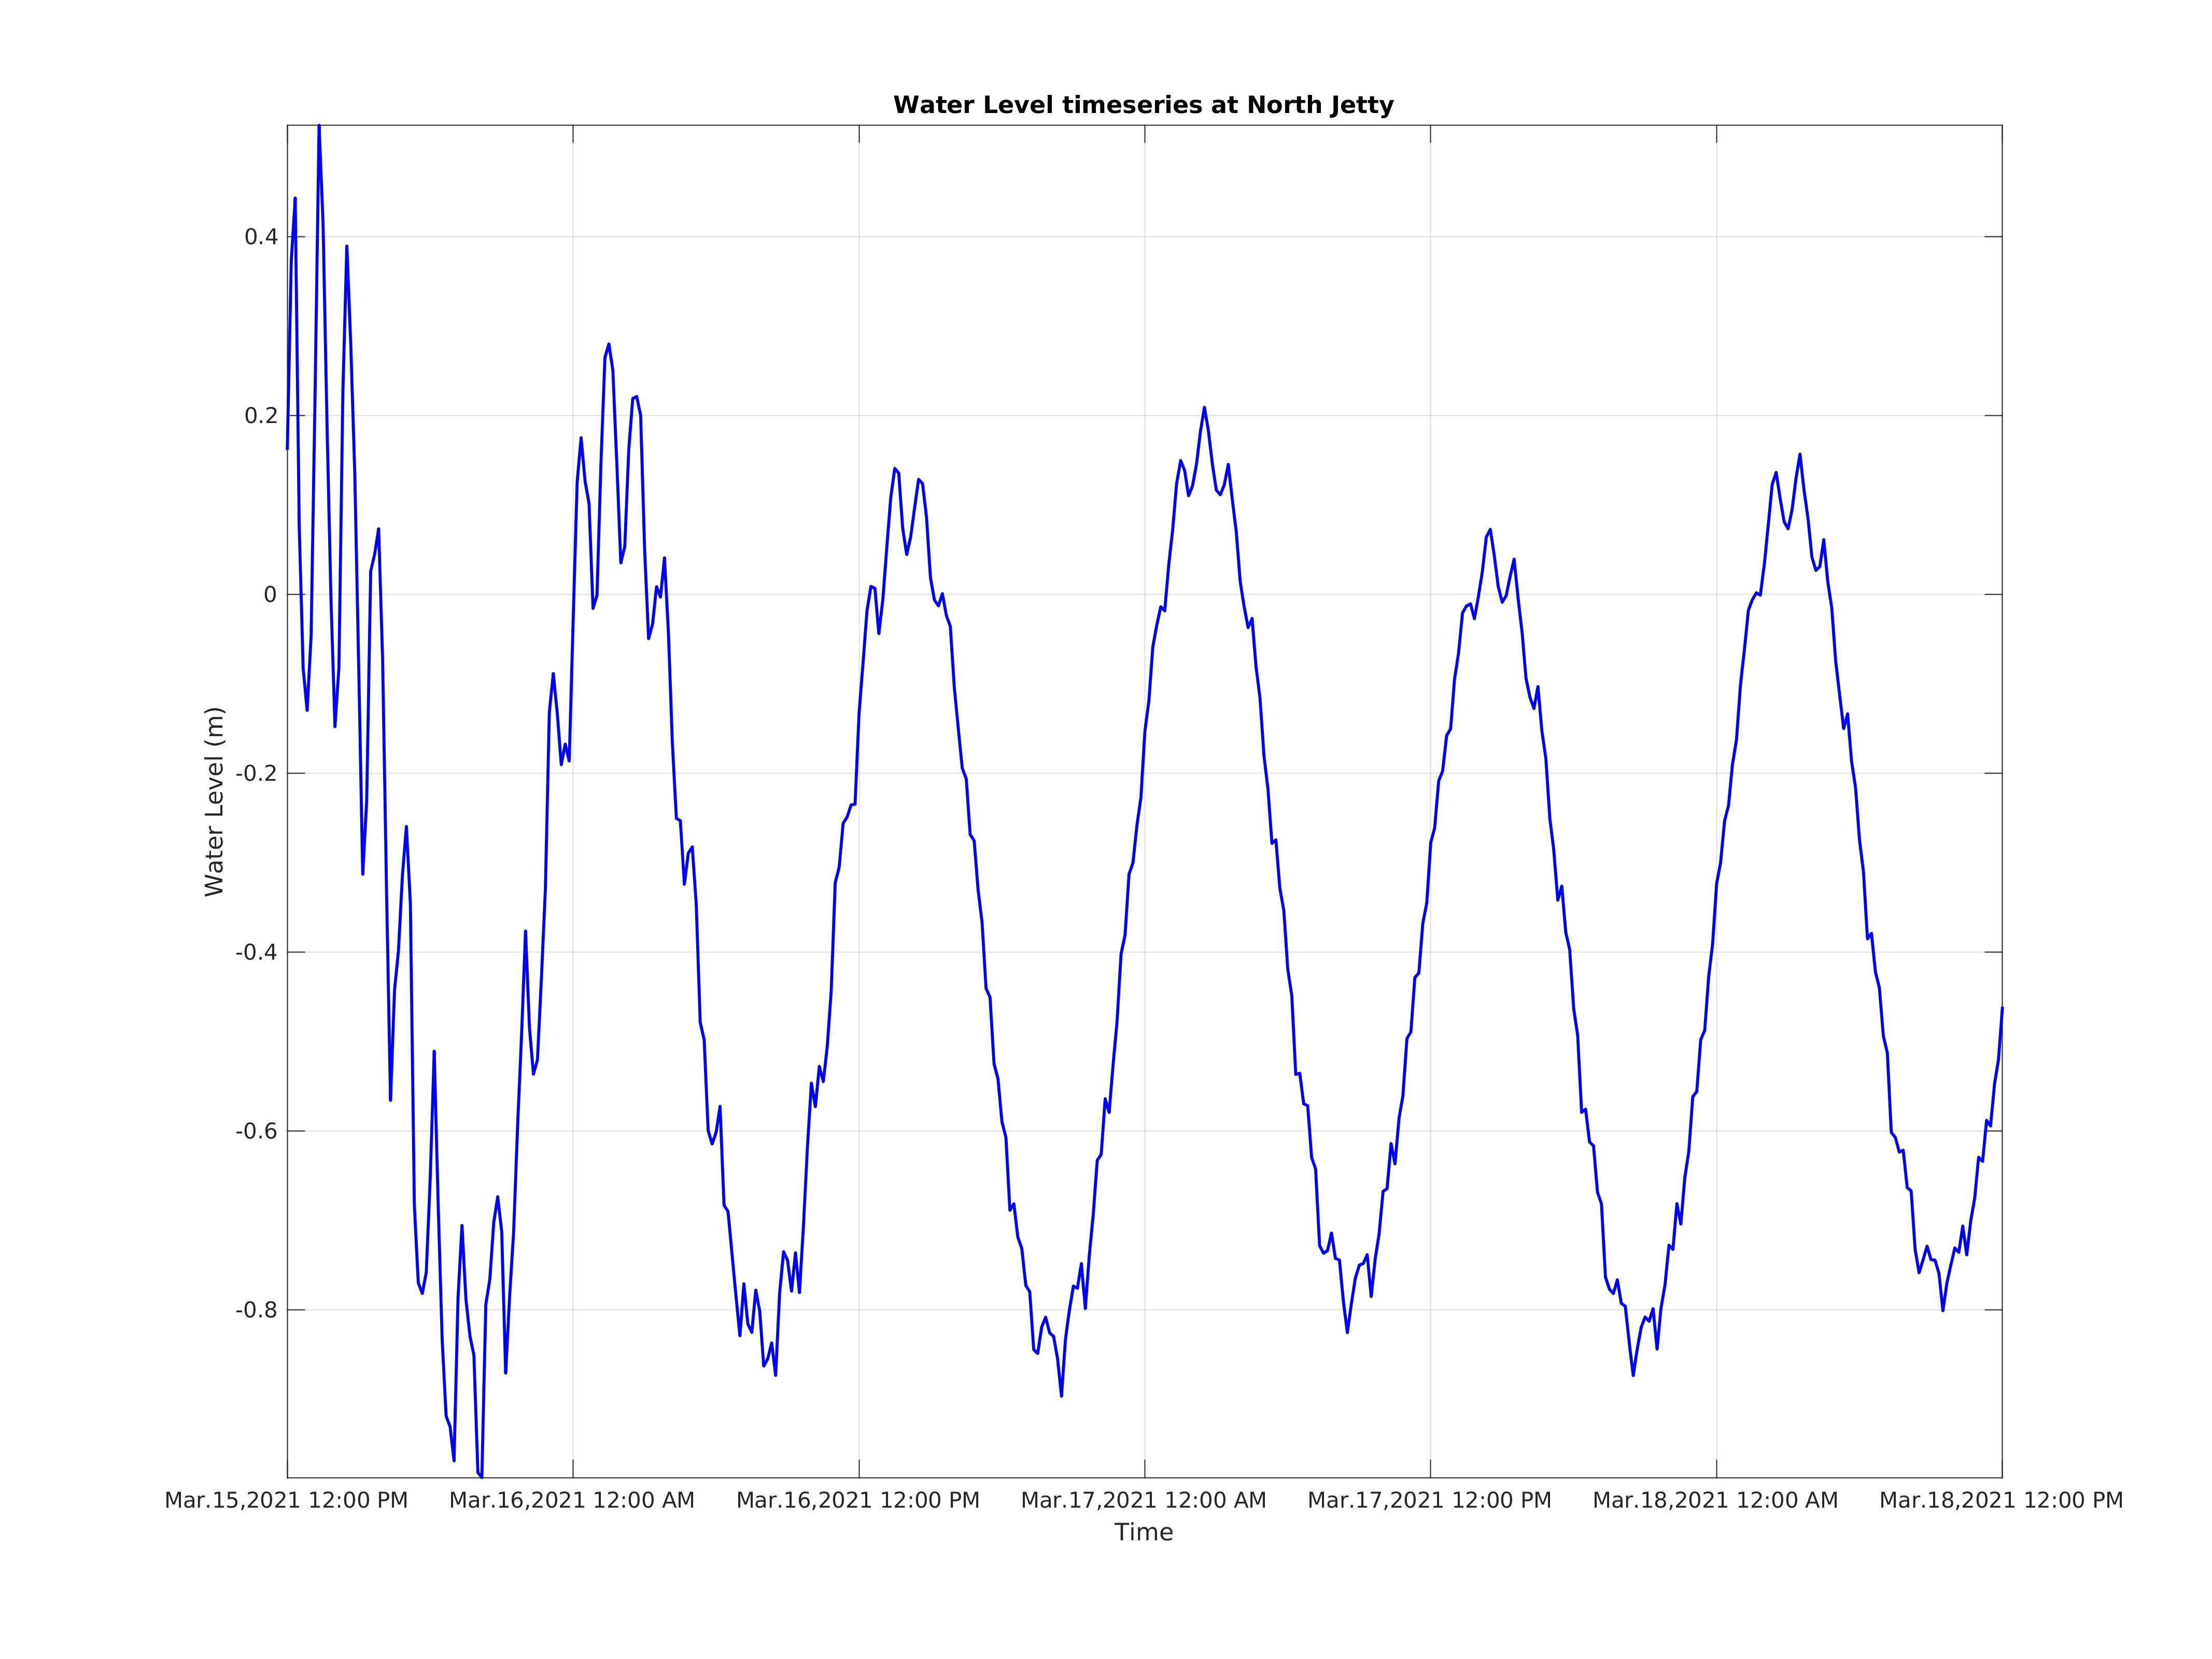 Water Level timeseries at North Jetty
0.4
0.2
0
-0.2
-0.4
-0.6
-0.8
Water Level (m)
Mar.15,2021 12:00 PM Mar.16,2021 12:00 AM Mar.16,2021 12:00 PM Mar.17,2021 12:00 AM Mar.17,2021 12:00 PM Mar.18,2021 12:00 AM Mar.18,2021 12:00 PM
Time